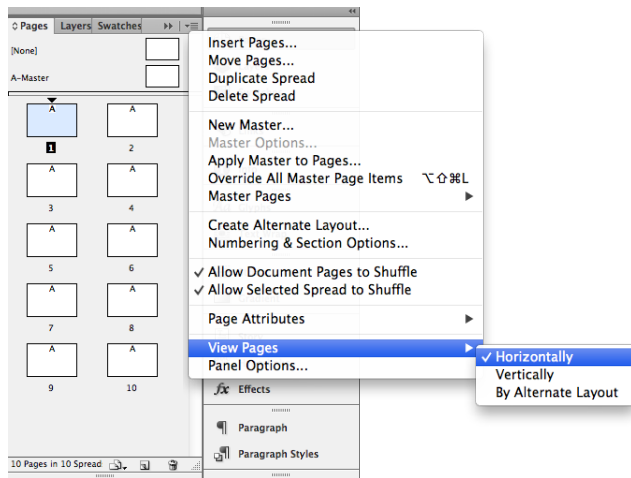 Pages Layers Swatches
[None]
A-Master
A A
1 2
A A
3 4
A A
5 6
A A
7 8
A A
9 10
10 Pages in 10 Spread
Insert Pages...
Move Pages...
Duplicate Spread
Delete Spread
New Master...
Master Options...
Apply Master to Pages...
Override All Master Page Items ⌥⇧⌘L
Master Pages
Create Alternate Layout...
Numbering & Section Options...
Allow Document Pages to Shuffle
Allow Selected Spread to Shuffle
Page Attributes
View Pages
Panel Options...
Horizontally
Vertically
By Alternate Layout
fx Effects
Paragraph
Paragraph Styles